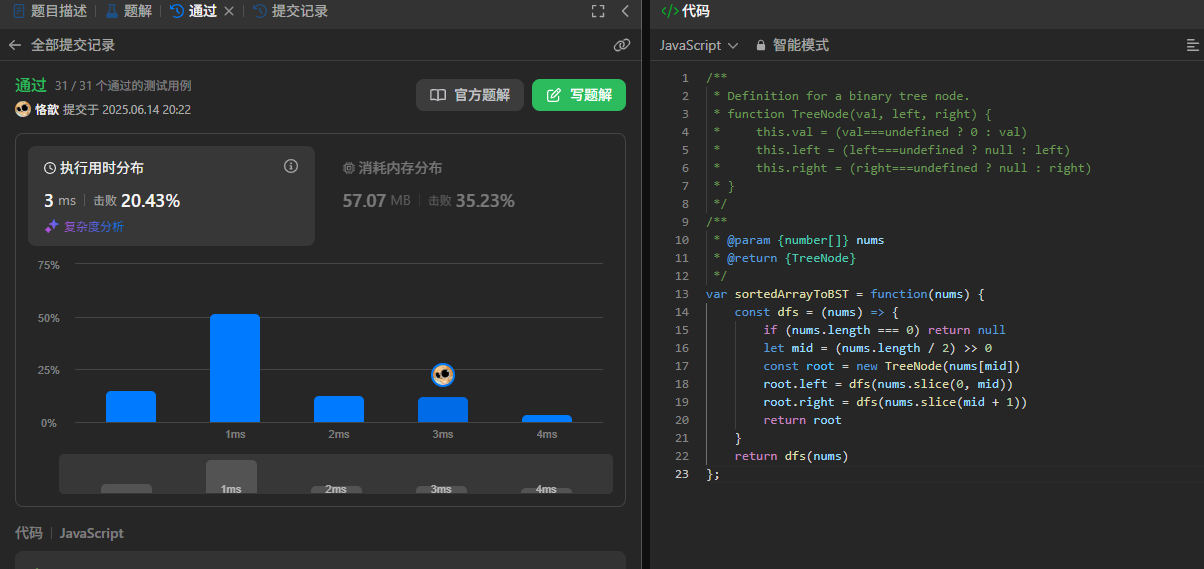 题目描述 题解 通过 提交记录
全部提交记录
通过 31 / 31 个通过的测试用例
恪歆 提交于 2025.06.14 20:22
官方题解
写题解
执行用时分布
3 ms 击败 20.43%
复杂度分析
消耗内存分布
57.07 MB 击败 35.23%
75%
50%
25%
0%
1ms 2ms 3ms 4ms
1ms 2ms 3ms 4ms
代码 JavaScript
</> 代码
JavaScript 智能模式
1 /**
2  * Definition for a binary tree node.
3  * function TreeNode(val, left, right) {
4  *     this.val = (val===undefined ? 0 : val)
5  *     this.left = (left===undefined ? null : left)
6  *     this.right = (right===undefined ? null : right)
7  * }
8  */
9 /**
10  * @param {number[]} nums
11  * @return {TreeNode}
12  */
13 var sortedArrayToBST = function(nums) {
14     const dfs = (nums) => {
15         if (nums.length === 0) return null
16         let mid = (nums.length / 2) >> 0
17         const root = new TreeNode(nums[mid])
18         root.left = dfs(nums.slice(0, mid))
19         root.right = dfs(nums.slice(mid + 1))
20         return root
21     }
22     return dfs(nums)
23 };